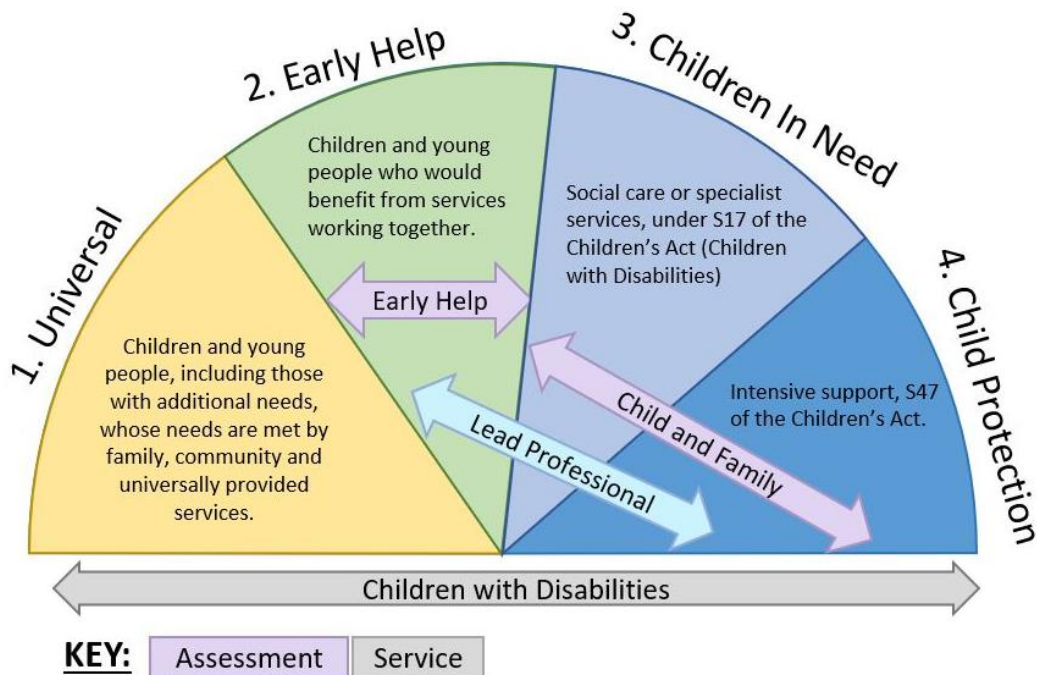 1. Universal
2. Early Help
3. Children In Need
4. Child Protection
Children and young
people, including those
with additional needs,
whose needs are met by
family, community and
universally provided
services.
Children and young
people who would
benefit from services
working together.
Early Help
Social care or specialist
services, under S17 of the
Children’s Act (Children
with Disabilities)
Intensive support, S47
of the Children’s Act.
Child and Family
Lead Professional
Children with Disabilities
KEY:
Assessment
Service